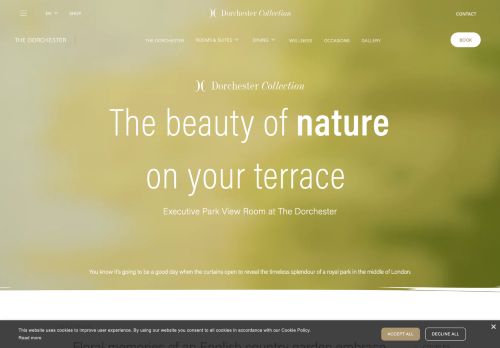 EN
SHOP
Dorchester Collection
CONTACT
THE DORCHESTER
THE DORCHESTER
ROOMS & SUITES
DINING
WELLNESS
OCCASIONS
GALLERY
BOOK
Dorchester Collection
The beauty of nature
on your terrace
Executive Park View Room at The Dorchester
You know it's going to be a good day when the curtains open to reveal the timeless splendour of a royal park in the middle of London.
This website uses cookies to improve user experience. By using our website you consent to all cookies in accordance with our Cookie Policy.
ACCEPT ALL
DECLINE ALL
Floral memories of an English country garden embrace